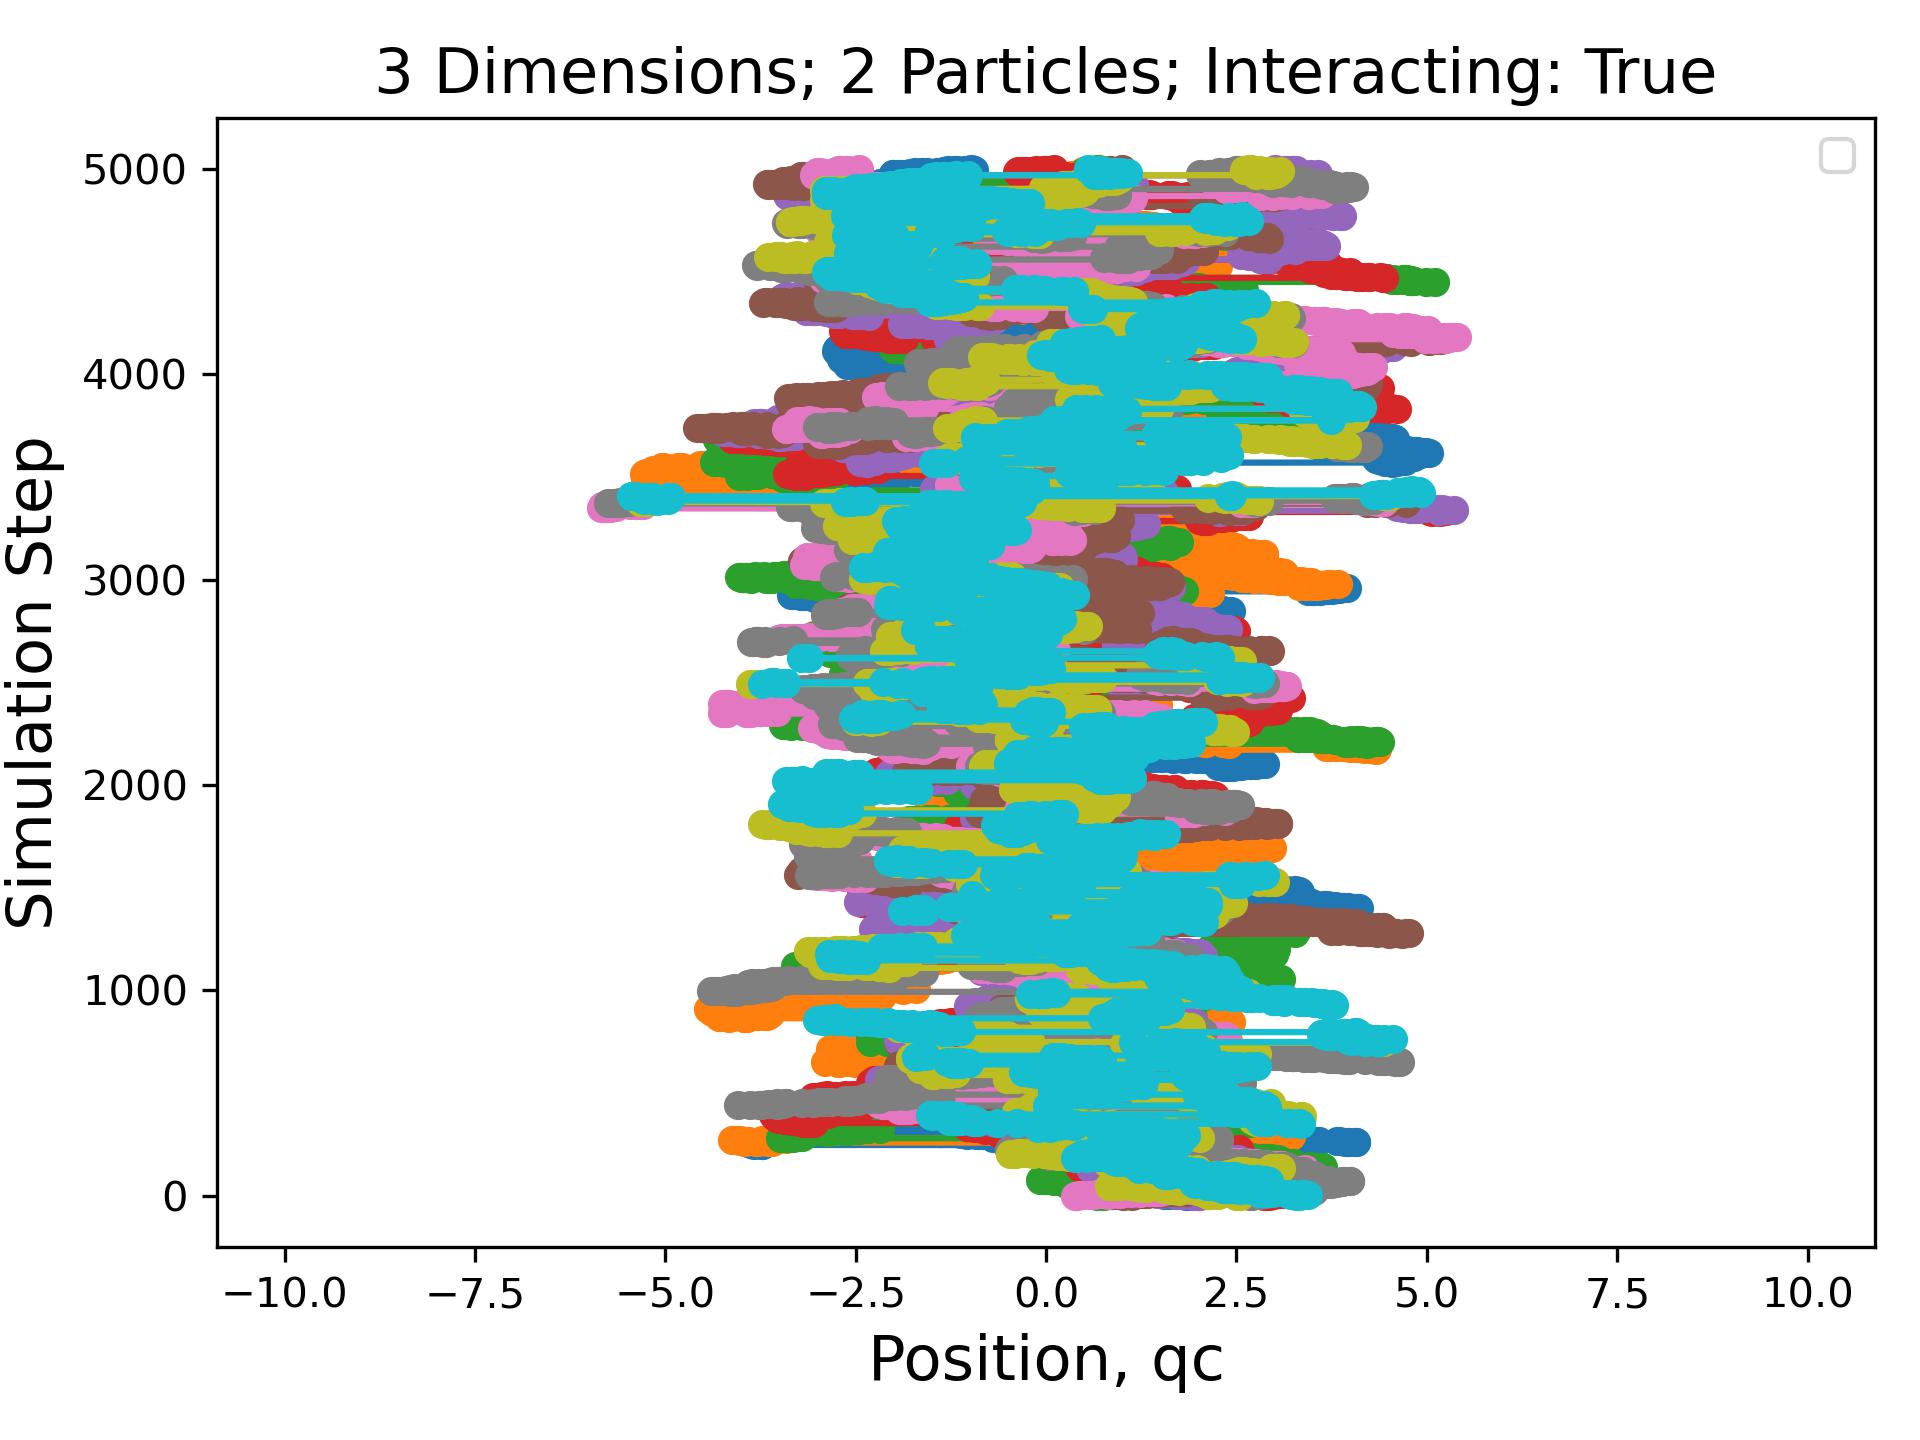 3 Dimensions; 2 Particles; Interacting: True
Simulation Step
5000
4000
3000
2000
1000
0
−10.0 −7.5 −5.0 −2.5 0.0 2.5 5.0 7.5 10.0
Position, qc